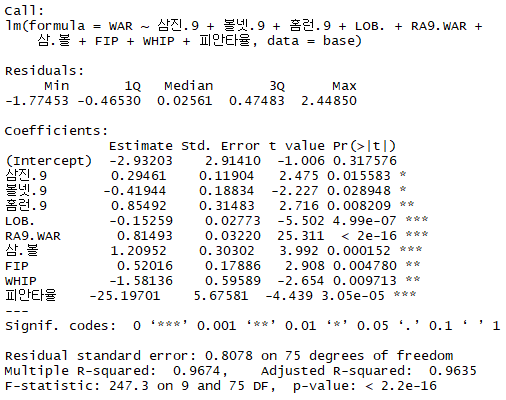 Call:
lm(formula = WAR ~ 삼진.9 + 볼넷.9 + 홈런.9 + LOB. + RA9.WAR +
    삼.볼 + FIP + WHIP + 피안타율, data = base)
Residuals:
     Min       1Q   Median       3Q      Max
-1.77453 -0.46530  0.02561  0.47483  2.44850
Coefficients:
             Estimate Std. Error t value Pr(>|t|)
(Intercept)  -2.93203    2.91410  -1.006 0.317576
삼진.9        0.29461    0.11904   2.475 0.015583 *
볼넷.9       -0.41944    0.18834  -2.227 0.028948 *
홈런.9        0.85492    0.31483   2.716 0.008209 **
LOB.         -0.15259    0.02773  -5.502 4.99e-07 ***
RA9.WAR       0.81493    0.03220  25.311  < 2e-16 ***
삼.볼         1.20952    0.30302   3.992 0.000152 ***
FIP           0.52016    0.17886   2.908 0.004780 **
WHIP         -1.58136    0.59589  -2.654 0.009713 **
피안타율    -25.19701    5.67581  -4.439 3.05e-05 ***
---
Signif. codes:  0 ‘***’ 0.001 ‘**’ 0.01 ‘*’ 0.05 ‘.’ 0.1 ‘ ’ 1
Residual standard error: 0.8078 on 75 degrees of freedom
Multiple R-squared:  0.9674,	Adjusted R-squared:  0.9635
F-statistic: 247.3 on 9 and 75 DF,  p-value: < 2.2e-16